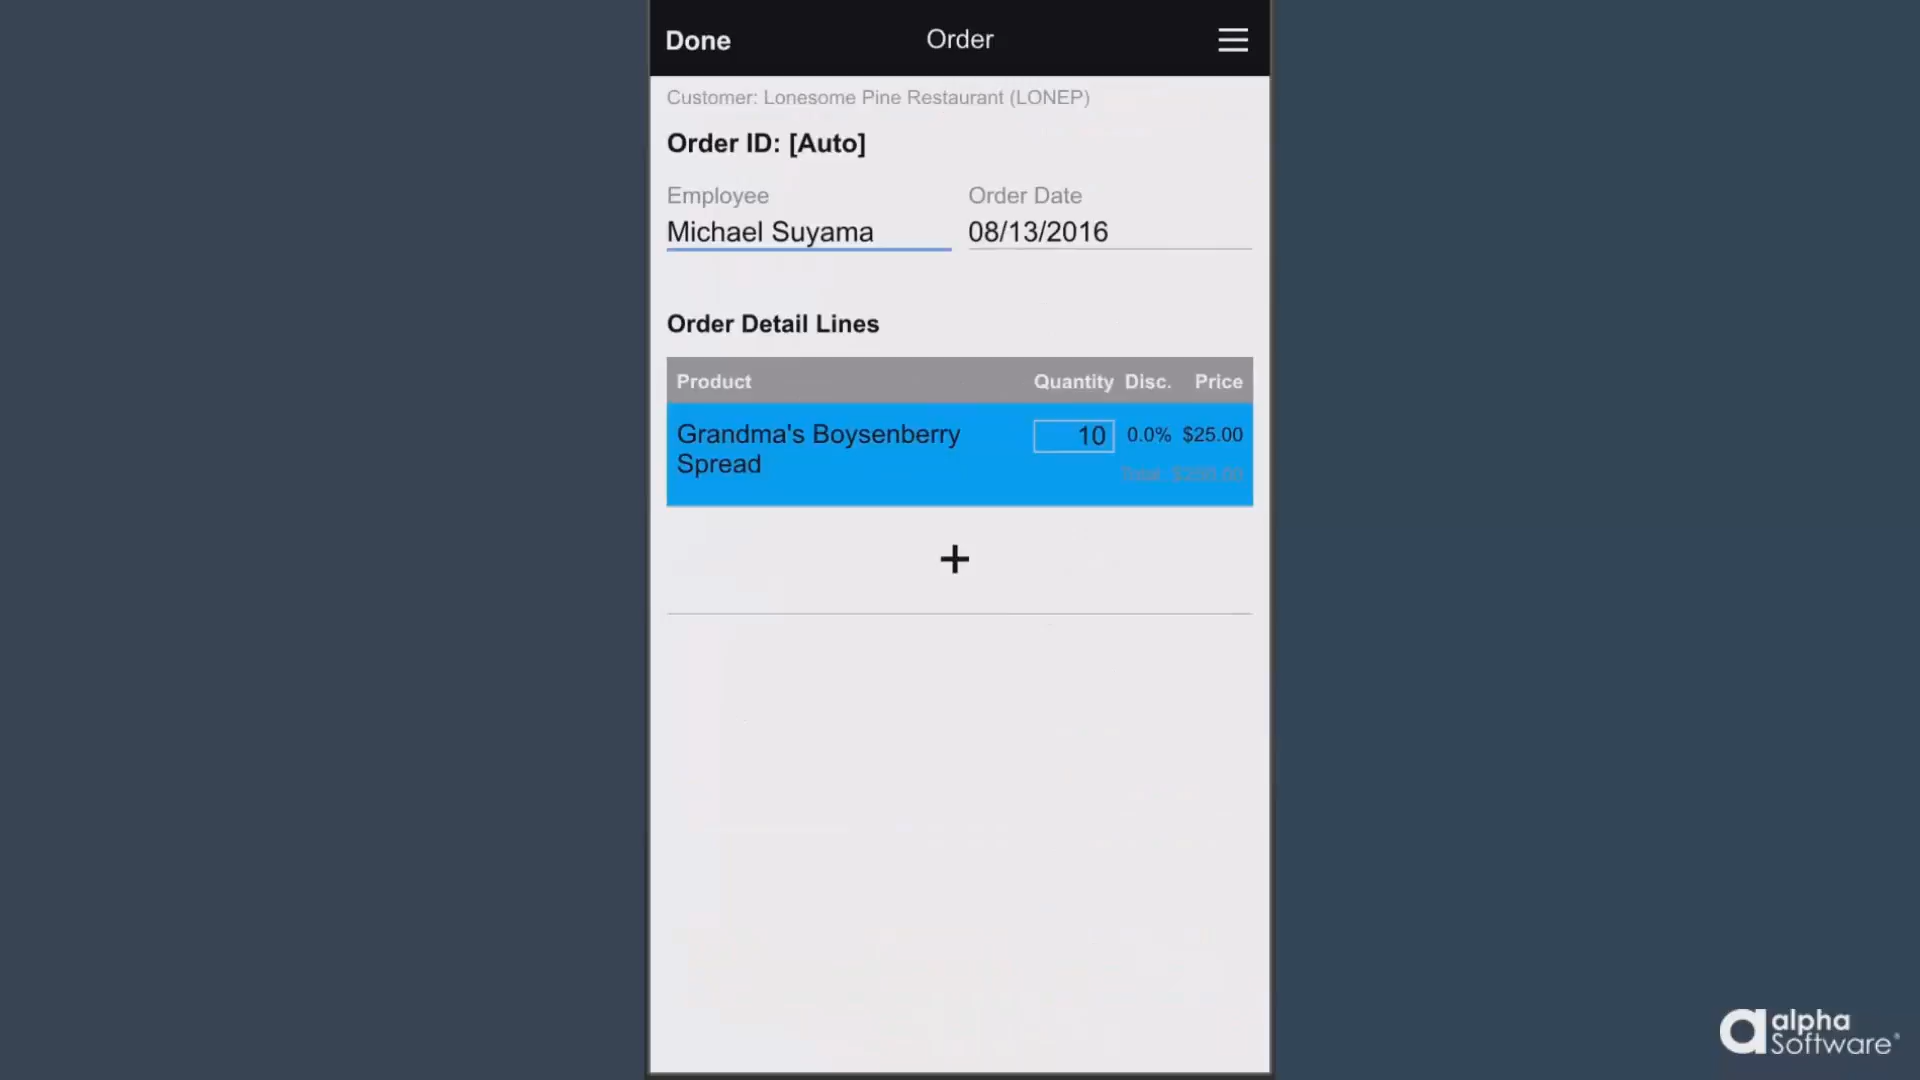 Done Order
Customer: Lonesome Pine Restaurant (LONEP)
Order ID: [Auto]
Employee Order Date
Michael Suyama 08/13/2016
Order Detail Lines
Product Quantity Disc. Price
Grandma's Boysenberry 10 0.0% $25.00
Spread
Total:
+
alpha
Software®